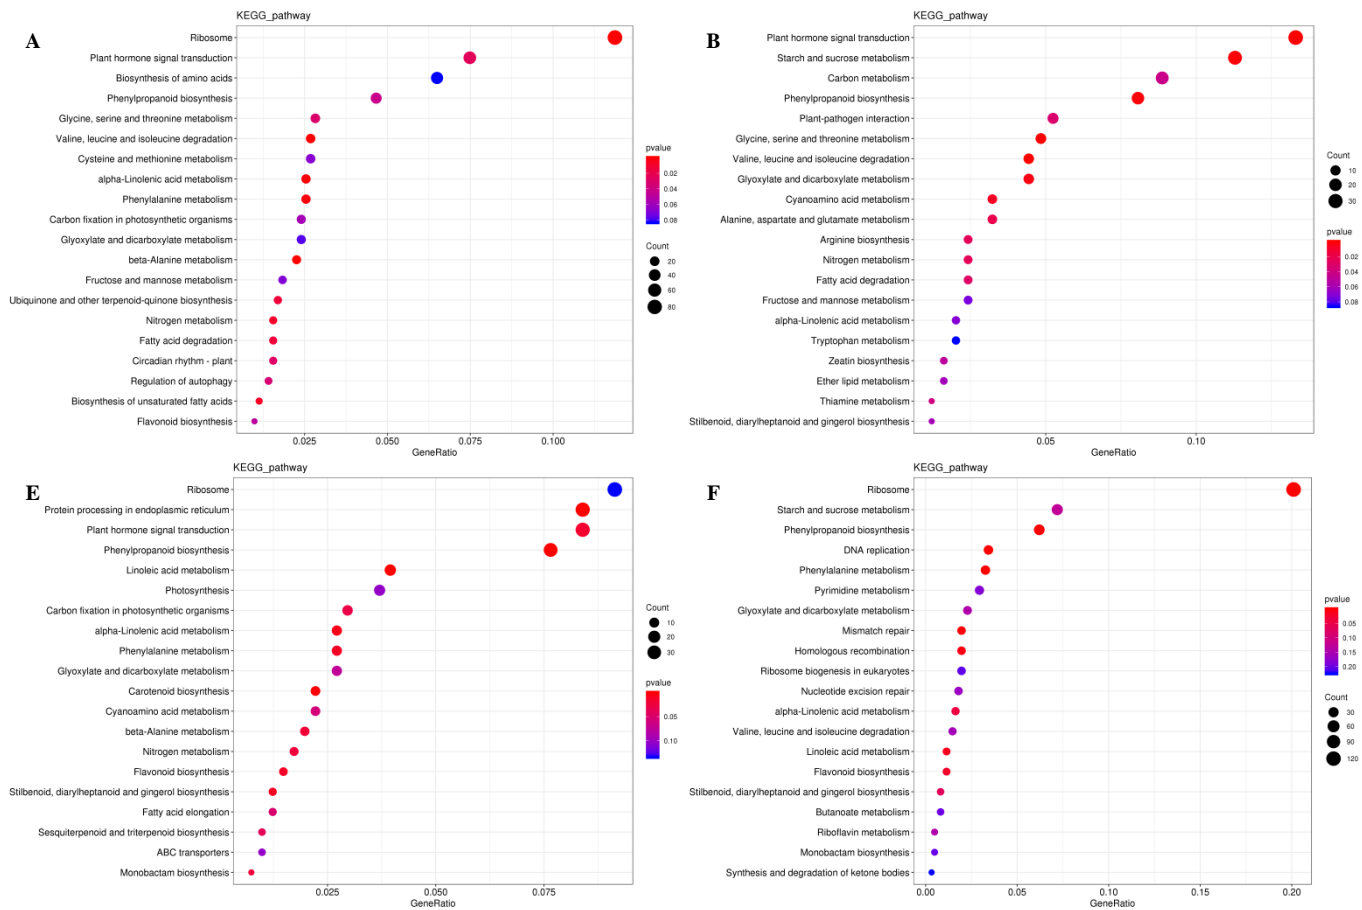 A
KEGG_pathway
Ribosome
Plant hormone signal transduction
Biosynthesis of amino acids
Phenylpropanoid biosynthesis
Glycine, serine and threonine metabolism
Valine, leucine and isoleucine degradation
Cysteine and methionine metabolism
alpha-Linolenic acid metabolism
Phenylalanine metabolism
Carbon fixation in photosynthetic organisms
Glyoxylate and dicarboxylate metabolism
beta-Alanine metabolism
Fructose and mannose metabolism
Ubiquinone and other terpenoid-quinone biosynthesis
Nitrogen metabolism
Fatty acid degradation
Circadian rhythm - plant
Regulation of autophagy
Biosynthesis of unsaturated fatty acids
Flavonoid biosynthesis
0.025 0.050 0.075 0.100
GeneRatio
pvalue
0.02
0.04
0.06
0.08
Count
20
40
60
80
B
KEGG_pathway
Plant hormone signal transduction
Starch and sucrose metabolism
Carbon metabolism
Phenylpropanoid biosynthesis
Plant-pathogen interaction
Glycine, serine and threonine metabolism
Valine, leucine and isoleucine degradation
Glyoxylate and dicarboxylate metabolism
Cyanoamino acid metabolism
Alanine, aspartate and glutamate metabolism
Arginine biosynthesis
Nitrogen metabolism
Fatty acid degradation
Fructose and mannose metabolism
alpha-Linolenic acid metabolism
Tryptophan metabolism
Zeatin biosynthesis
Ether lipid metabolism
Thiamine metabolism
Stilbenoid, diarylheptanoid and gingerol biosynthesis
0.05 0.10
GeneRatio
Count
10
20
30
pvalue
0.02
0.04
0.06
0.08
E
KEGG_pathway
Ribosome
Protein processing in endoplasmic reticulum
Plant hormone signal transduction
Phenylpropanoid biosynthesis
Linoleic acid metabolism
Photosynthesis
Carbon fixation in photosynthetic organisms
alpha-Linolenic acid metabolism
Phenylalanine metabolism
Glyoxylate and dicarboxylate metabolism
Carotenoid biosynthesis
Cyanoamino acid metabolism
beta-Alanine metabolism
Nitrogen metabolism
Flavonoid biosynthesis
Stilbenoid, diarylheptanoid and gingerol biosynthesis
Fatty acid elongation
Sesquiterpenoid and triterpenoid biosynthesis
ABC transporters
Monobactam biosynthesis
0.025 0.050 0.075
GeneRatio
Count
10
20
30
pvalue
0.05
0.10
F
KEGG_pathway
Ribosome
Starch and sucrose metabolism
Phenylpropanoid biosynthesis
DNA replication
Phenylalanine metabolism
Pyrimidine metabolism
Glyoxylate and dicarboxylate metabolism
Mismatch repair
Homologous recombination
Ribosome biogenesis in eukaryotes
Nucleotide excision repair
alpha-Linolenic acid metabolism
Valine, leucine and isoleucine degradation
Linoleic acid metabolism
Flavonoid biosynthesis
Stilbenoid, diarylheptanoid and gingerol biosynthesis
Butanoate metabolism
Riboflavin metabolism
Monobactam biosynthesis
Synthesis and degradation of ketone bodies
0.00 0.05 0.10 0.15 0.20
GeneRatio
pvalue
0.05
0.10
0.15
0.20
Count
30
60
90
120